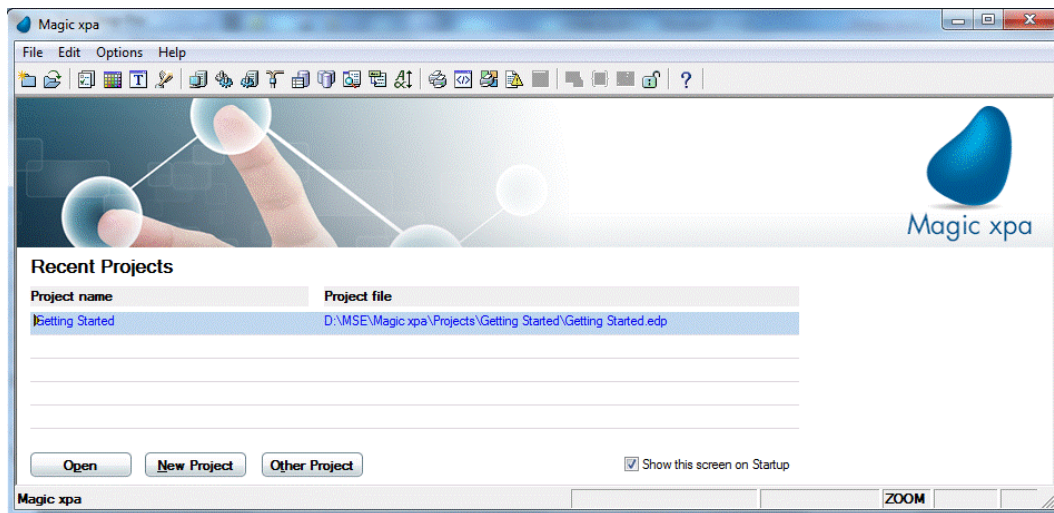 Magic xpa
File Edit Options Help
Magic xpa
Recent Projects
Project name Project file
Getting Started D:\MSE\Magic xpa\Projects\Getting Started\Getting Started.edp
Open New Project Other Project Show this screen on Startup
Magic xpa ZOOM